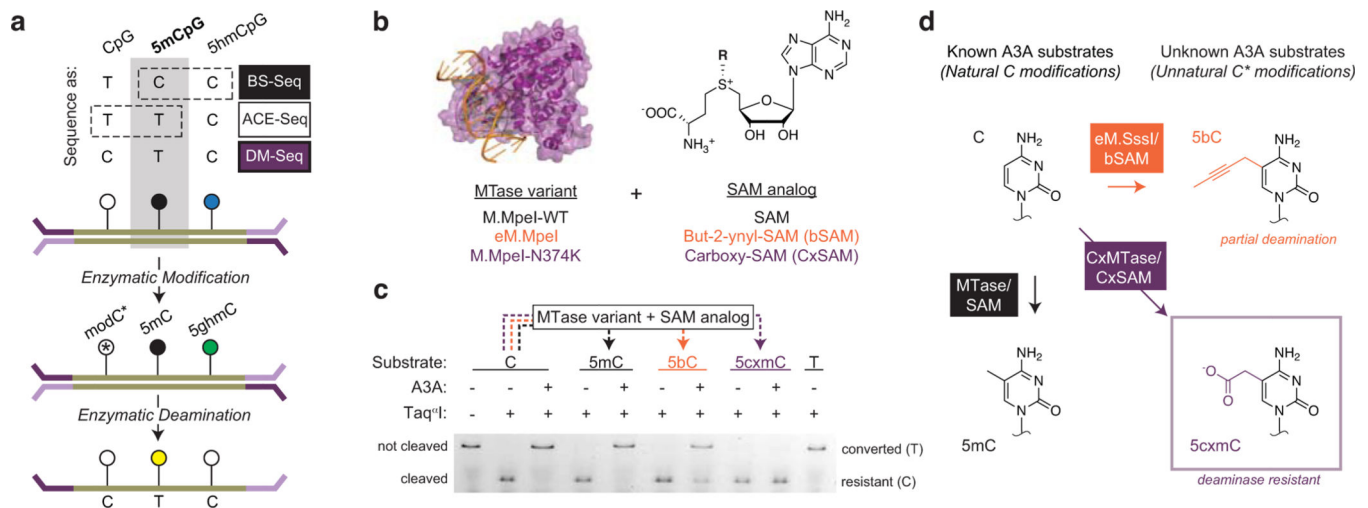 a
CpG
5mCpG
5hmCpG
Sequence as:
T C C BS-Seq
T T C ACE-Seq
C T C DM-Seq
Enzymatic Modification
modC*
5mC
5ghmC
*
Enzymatic Deamination
C T C
b
NH₂
N N
N N
R
S⁺
⁻OOC
O
NH₃⁺
OH OH
MTase variant + SAM analog
M.MpeI-WT SAM
eM.MpeI But-2-ynyl-SAM (bSAM)
M.MpeI-N374K Carboxy-SAM (CxSAM)
c
MTase variant + SAM analog
Substrate: C 5mC 5bC 5cxmC T
A3A: - + - + - + - +
TaqᵅI: - + + + + + + + + +
not cleaved converted (T)
cleaved resistant (C)
d
Known A3A substrates
(Natural C modifications)
Unknown A3A substrates
(Unnatural C* modifications)
C
NH₂
N
N O
eM.SssI/
bSAM
5bC
NH₂
N
N O
partial deamination
MTase/
SAM
CxMTase/
CxSAM
NH₂
N
N O
5mC
⁻O
O
NH₂
N
N O
5cxmC
deaminase resistant